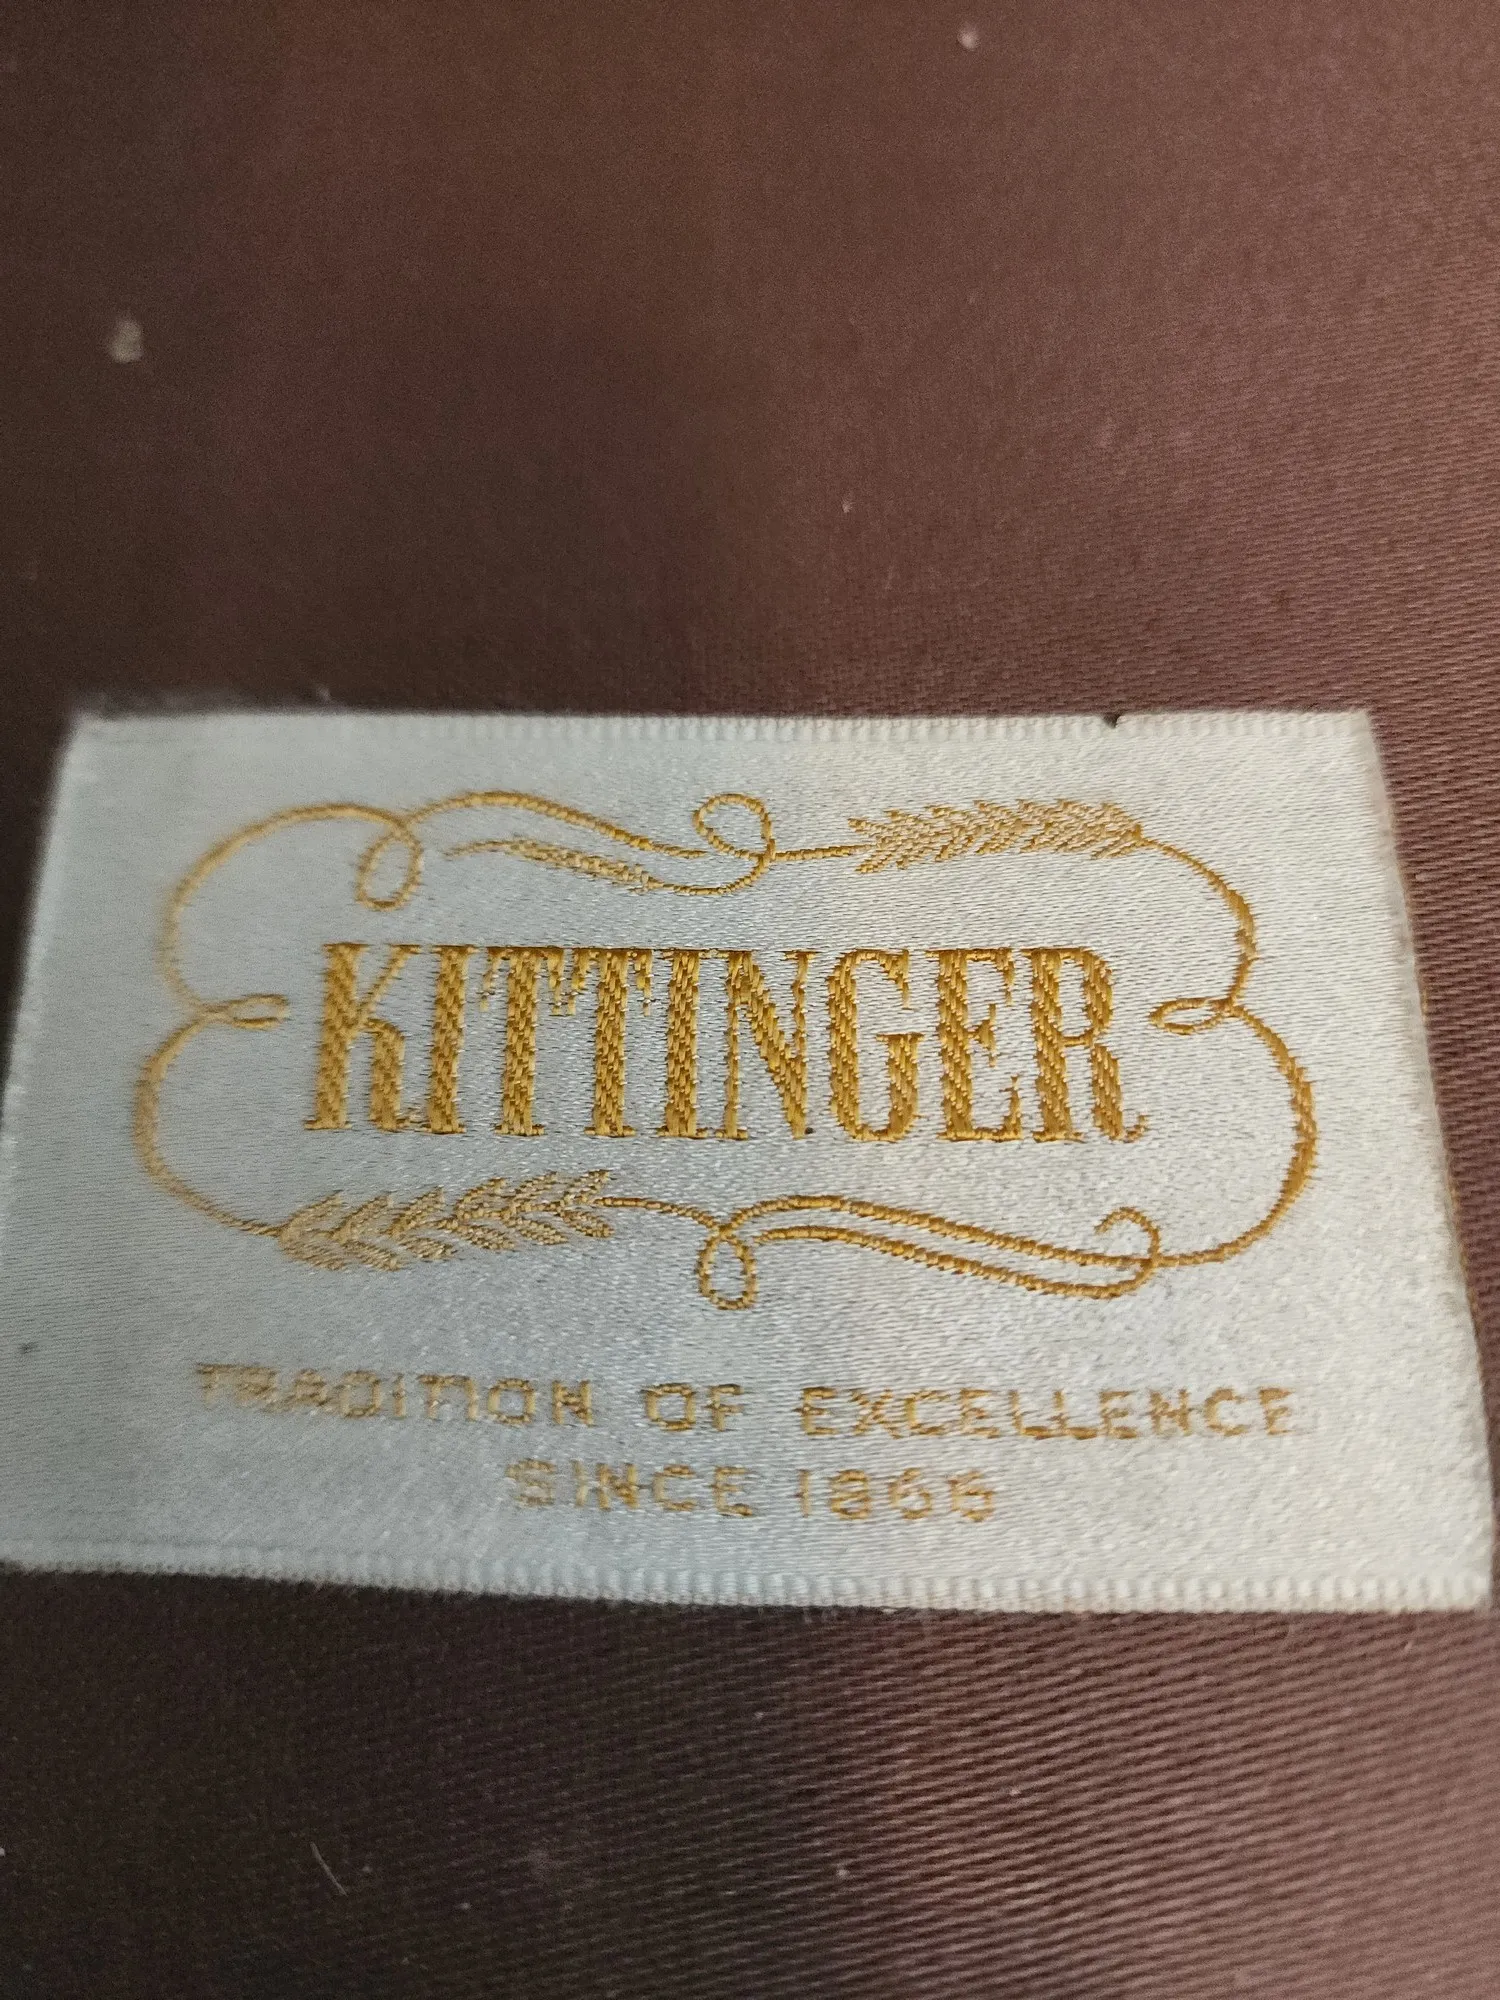 KITTINGER
TRADITION OF EXCELLENCE
SINCE 1866